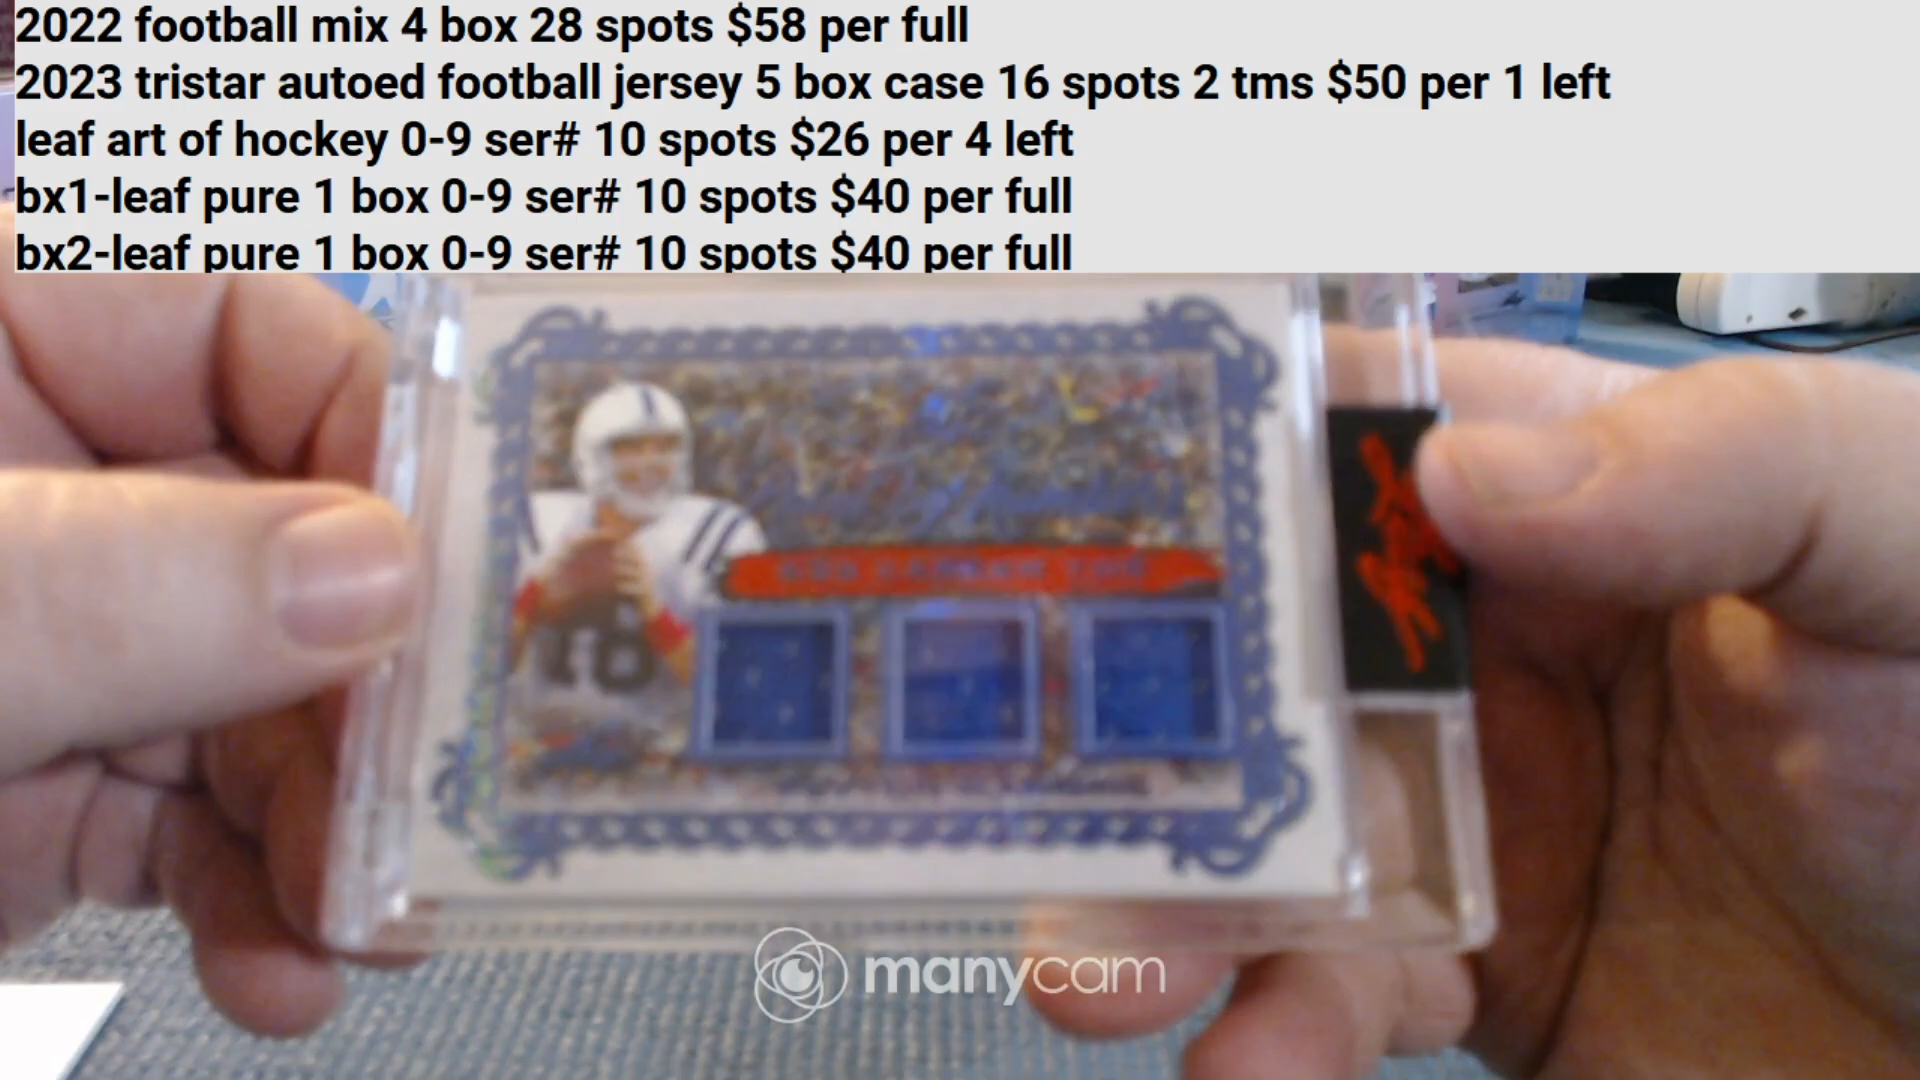 2022 football mix 4 box 28 spots $58 per full
2023 tristar autoed football jersey 5 box case 16 spots 2 tms $50 per 1 left
leaf art of hockey 0-9 ser# 10 spots $26 per 4 left
bx1-leaf pure 1 box 0-9 ser# 10 spots $40 per full
bx2-leaf pure 1 box 0-9 ser# 10 spots $40 per full
18
manycam